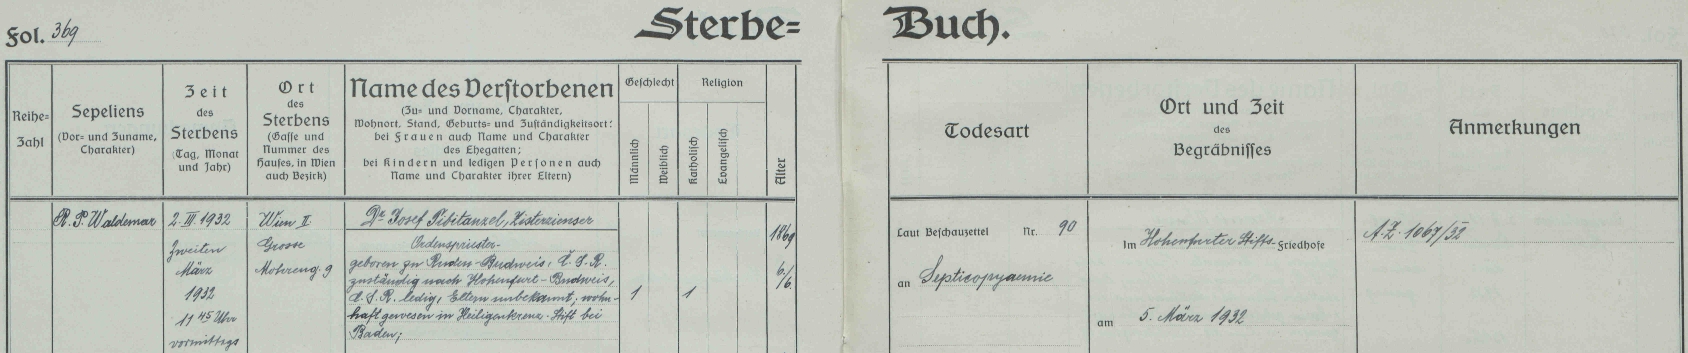 Fol. 369
Sterbe=
Buch.
Reihe=
Zahl
Sepeliens
(Vor= und Zuname,
Charakter)
Zeit
des
Sterbens
(Tag, Monat
und Jahr)
Ort
des
Sterbens
(Gasse und
Nummer des
Hauses, in Wien
auch Bezirk)
Name des Verstorbenen
(Zu= und Vorname, Charakter,
Wohnort, Stand, Geburts= und Zuständigkeitsort;
bei Frauen auch Name und Charakter
des Ehegatten;
bei Kindern und ledigen Personen auch
Name und Charakter ihrer Eltern)
Geschlecht
Männlich
Weiblich
Religion
Katholisch
Evangelisch
Alter
Todesart
Ort und Zeit
des
Begräbnisses
Anmerkungen
R. P. Waldemar
2. III 1932
Zweiten
März
1932
11 45 Uhr
vormittags
Wien II
Grosse
Mohreng. 9
Dr. Josef Tibitanzel, Zisterzienser
Ordenspriester-
geboren zu Ruden-Budweis, Č.S.R.
zuständig nach Hohenfurt-Budweis,
Č.S.R. ledig, Eltern unbekannt, wohn-
haft gewesen in Heiligenkreuz-Stift bei
Baden;
1
1
1869
6/6.
Laut Beschauzettel Nr. 90
an Septicopyaemie
Im Hohenfurter Stifts-Friedhofe
am 5. März 1932
A.Z. 1067/32